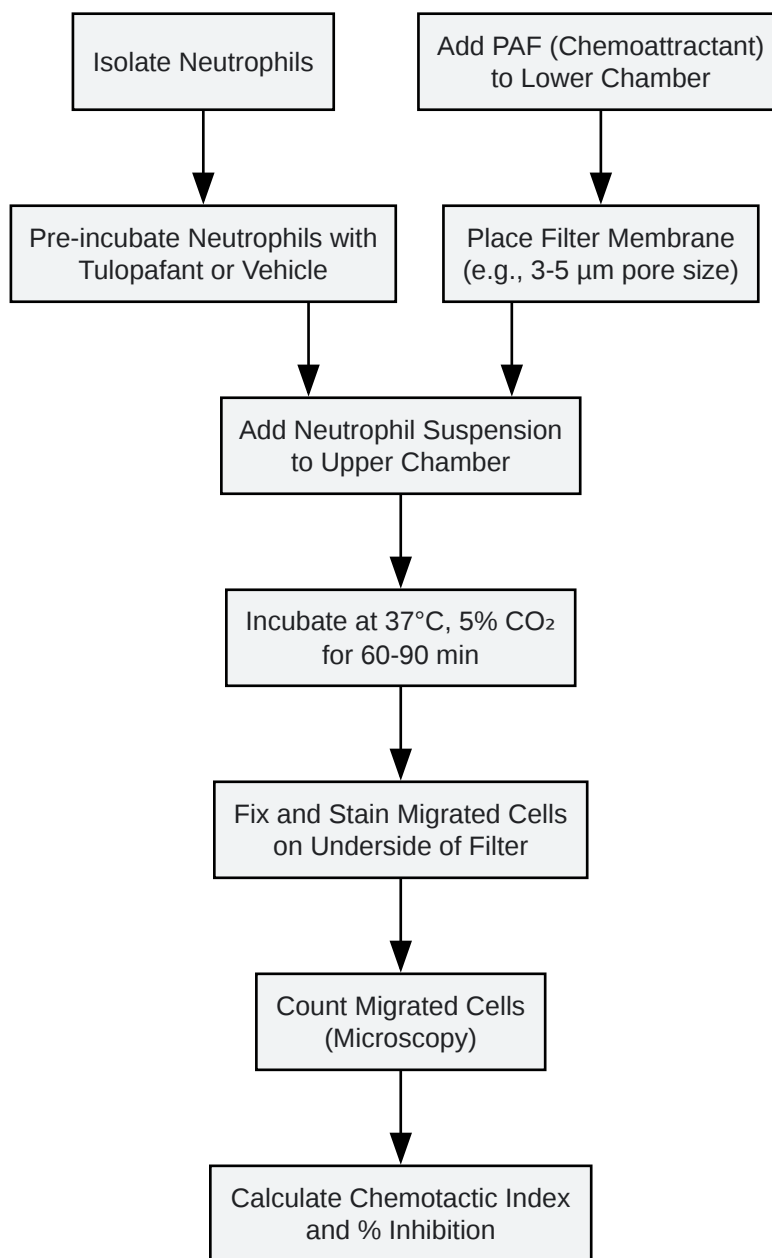 Isolate Neutrophils
Add PAF (Chemoattractant)
to Lower Chamber
Pre-incubate Neutrophils with
Tulopafant or Vehicle
Place Filter Membrane
(e.g., 3-5 µm pore size)
Add Neutrophil Suspension
to Upper Chamber
Incubate at 37°C, 5% CO₂
for 60-90 min
Fix and Stain Migrated Cells
on Underside of Filter
Count Migrated Cells
(Microscopy)
Calculate Chemotactic Index
and % Inhibition